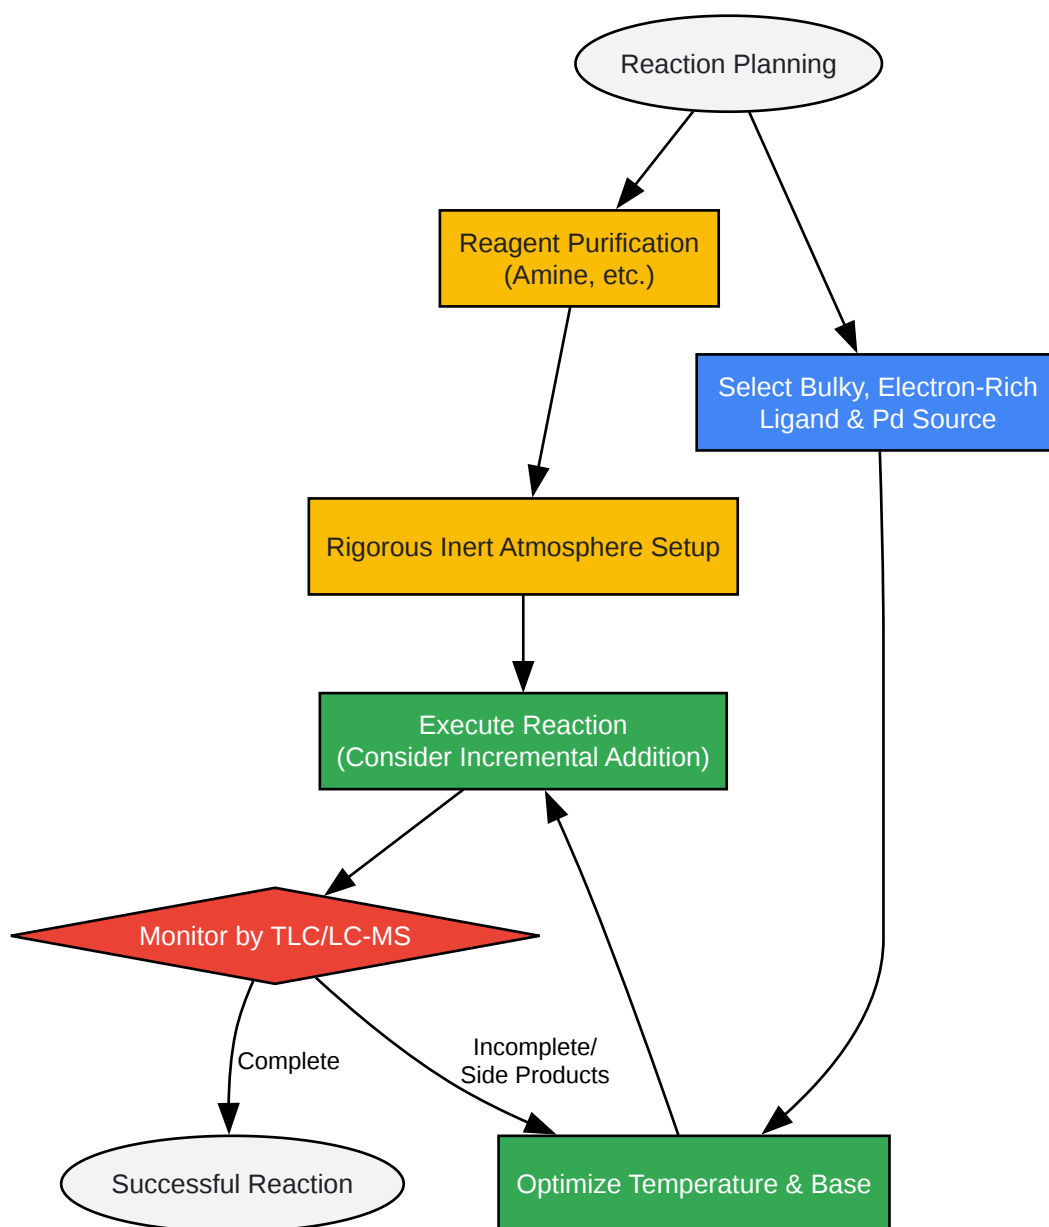 Reaction Planning
Reagent Purification
(Amine, etc.)
Select Bulky, Electron-Rich
Ligand & Pd Source
Rigorous Inert Atmosphere Setup
Execute Reaction
(Consider Incremental Addition)
Monitor by TLC/LC-MS
Complete
Incomplete/
Side Products
Successful Reaction
Optimize Temperature & Base